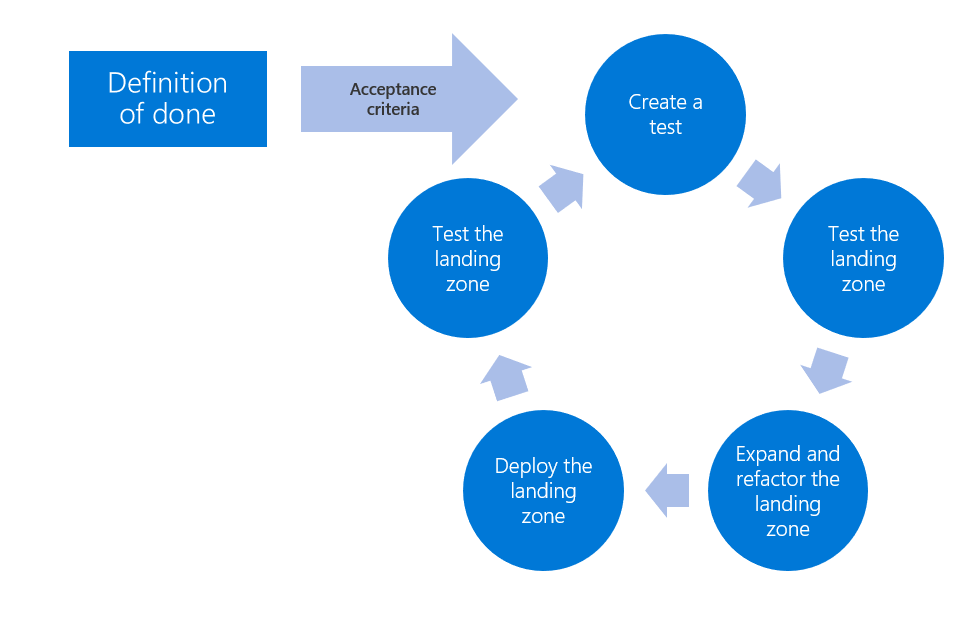 Definition
of done
Acceptance
criteria
Create a
test
Test the
landing
zone
Expand and
refactor the
landing
zone
Deploy the
landing
zone
Test the
landing
zone